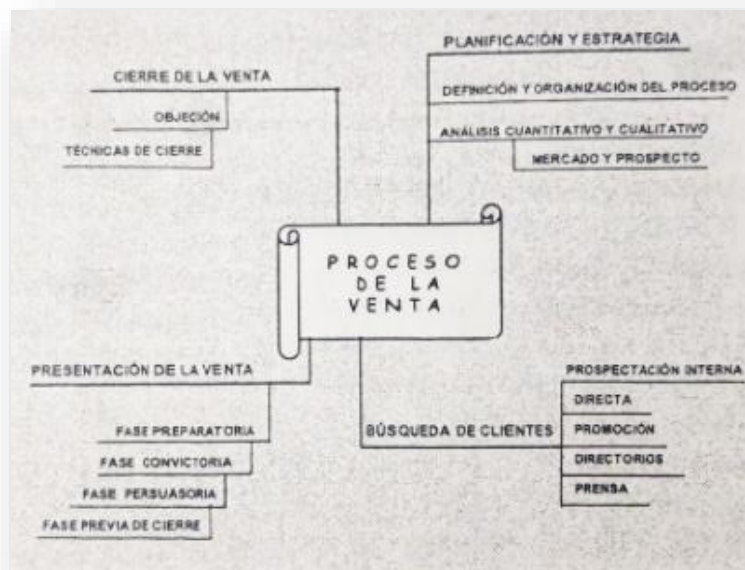 PLANIFICACIÓN Y ESTRATEGIA
DEFINICIÓN Y ORGANIZACIÓN DEL PROCESO
ANÁLISIS CUANTITATIVO Y CUALITATIVO
MERCADO Y PROSPECTO
CIERRE DE LA VENTA
OBJECIÓN
TÉCNICAS DE CIERRE
PROCESO
DE LA
VENTA
PRESENTACIÓN DE LA VENTA
FASE PREPARATORIA
FASE CONVICTORIA
FASE PERSUASORIA
FASE PREVIA DE CIERRE
BÚSQUEDA DE CLIENTES
PROSPECTACIÓN INTERNA
DIRECTA
PROMOCIÓN
DIRECTORIOS
PRENSA